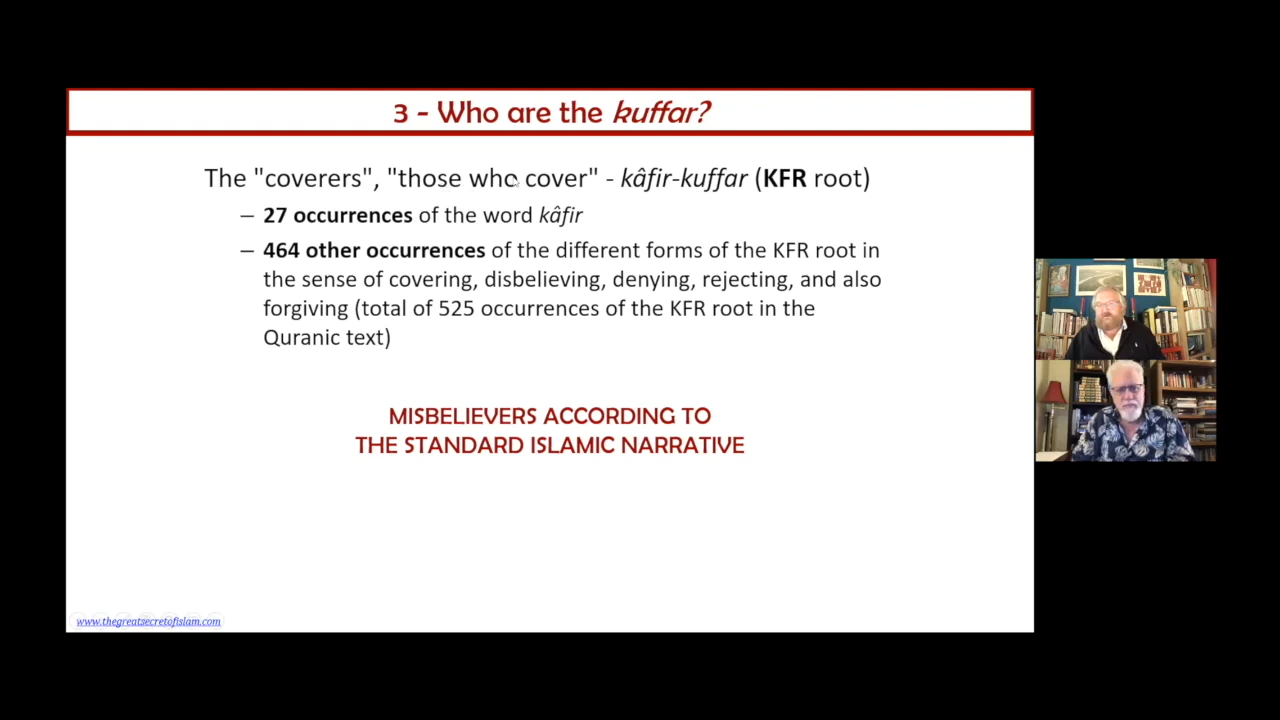 3 - Who are the kuffar?
The "coverers", "those who cover" - kâfir-kuffar (KFR root)
– 27 occurrences of the word kâfir
– 464 other occurrences of the different forms of the KFR root in
the sense of covering, disbelieving, denying, rejecting, and also
forgiving (total of 525 occurrences of the KFR root in the
Quranic text)
MISBELIEVERS ACCORDING TO
THE STANDARD ISLAMIC NARRATIVE
www.thegreatsecretofislam.com